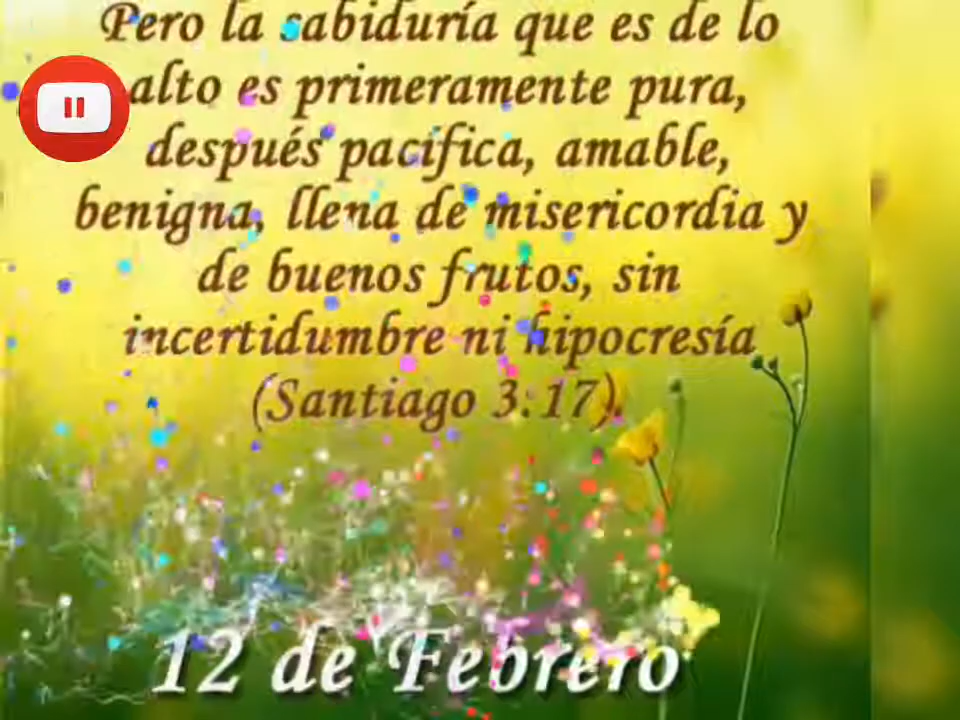 Pero la sabiduría que es de lo
alto es primeramente pura,
después pacífica, amable,
benigna, llena de misericordia y
de buenos frutos, sin
incertidumbre ni hipocresía
(Santiago 3:17)
12 de Febrero